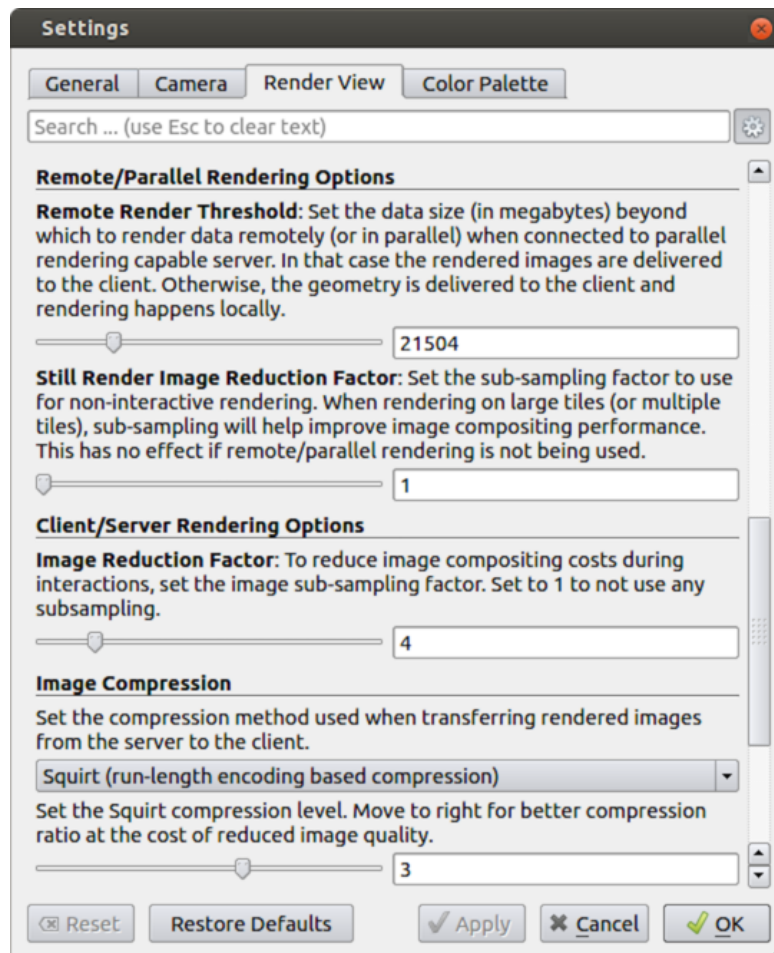 Settings
General Camera Render View Color Palette
Search ... (use Esc to clear text)
Remote/Parallel Rendering Options
Remote Render Threshold: Set the data size (in megabytes) beyond
which to render data remotely (or in parallel) when connected to parallel
rendering capable server. In that case the rendered images are delivered
to the client. Otherwise, the geometry is delivered to the client and
rendering happens locally.
21504
Still Render Image Reduction Factor: Set the sub-sampling factor to use
for non-interactive rendering. When rendering on large tiles (or multiple
tiles), sub-sampling will help improve image compositing performance.
This has no effect if remote/parallel rendering is not being used.
1
Client/Server Rendering Options
Image Reduction Factor: To reduce image compositing costs during
interactions, set the image sub-sampling factor. Set to 1 to not use any
subsampling.
4
Image Compression
Set the compression method used when transferring rendered images
from the server to the client.
Squirt (run-length encoding based compression)
Set the Squirt compression level. Move to right for better compression
ratio at the cost of reduced image quality.
3
Reset Restore Defaults Apply Cancel OK